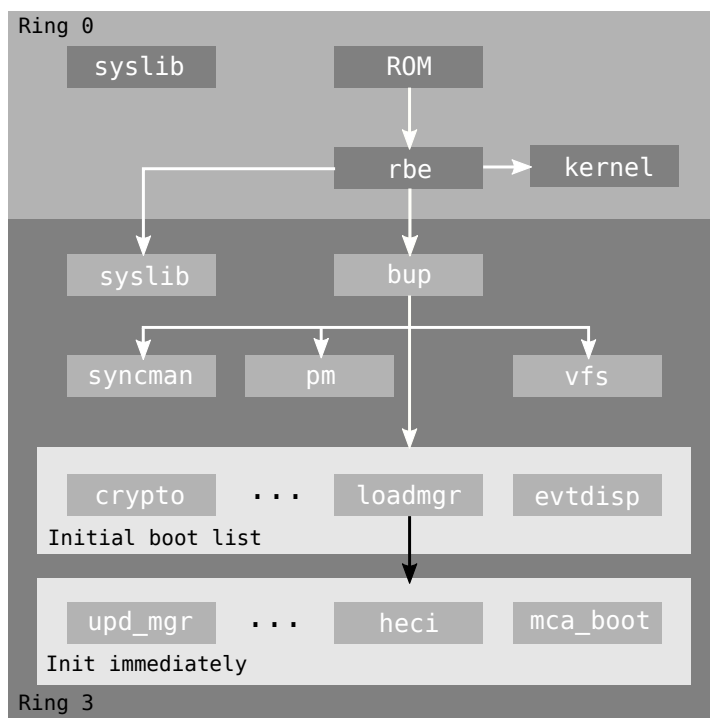 Ring 0
syslib
ROM
rbe
kernel
syslib
bup
syncman
pm
vfs
crypto
...
loadmgr
evtdisp
Initial boot list
upd_mgr
...
heci
mca_boot
Init immediately
Ring 3